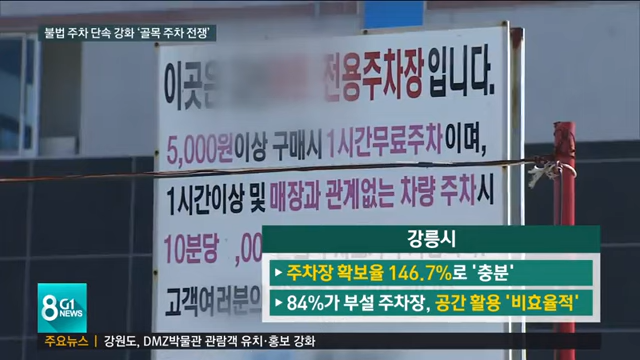 불법 주차 단속 강화 '골목 주차 전쟁'
이곳은 전용주차장입니다.
5,000원이상 구매시 1시간무료주차이며,
1시간이상 및 매장과 관계없는 차량 주차시
10분당 ,00
고객여러분의
강릉시
▶ 주차장 확보율 146.7%로 '충분'
▶ 84%가 부설 주차장, 공간 활용 '비효율적'
8 G1 NEWS
주요뉴스 | 강원도, DMZ박물관 관람객 유치·홍보 강화